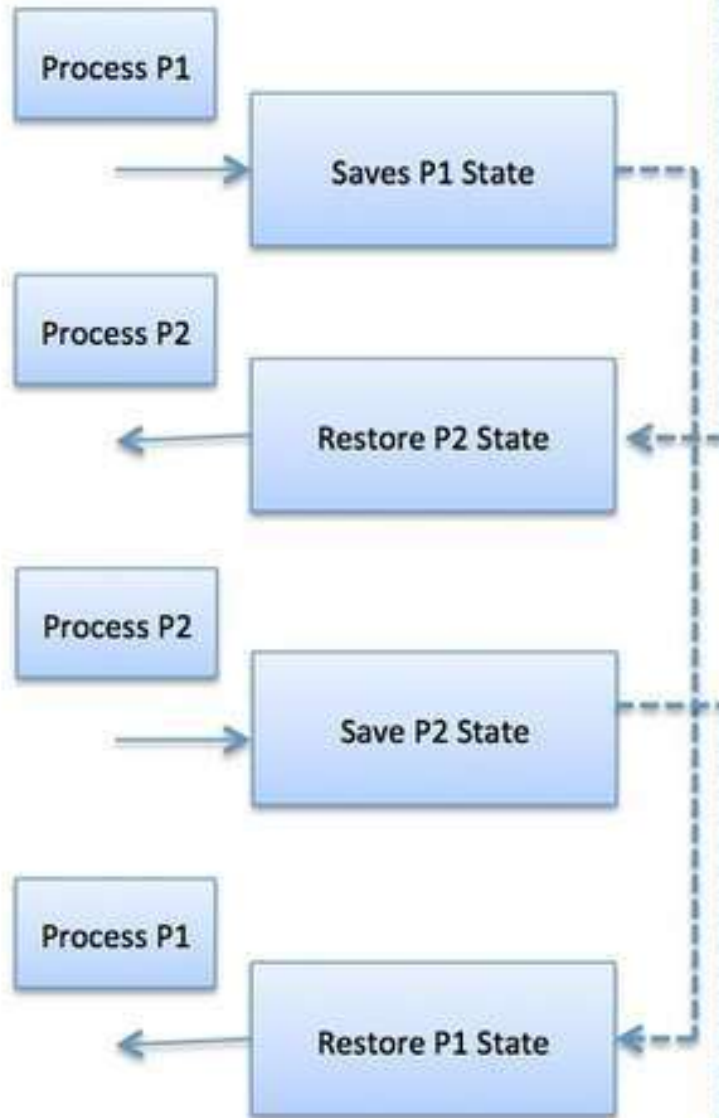 Process P1
Saves P1 State
Process P2
Restore P2 State
Process P2
Save P2 State
Process P1
Restore P1 State